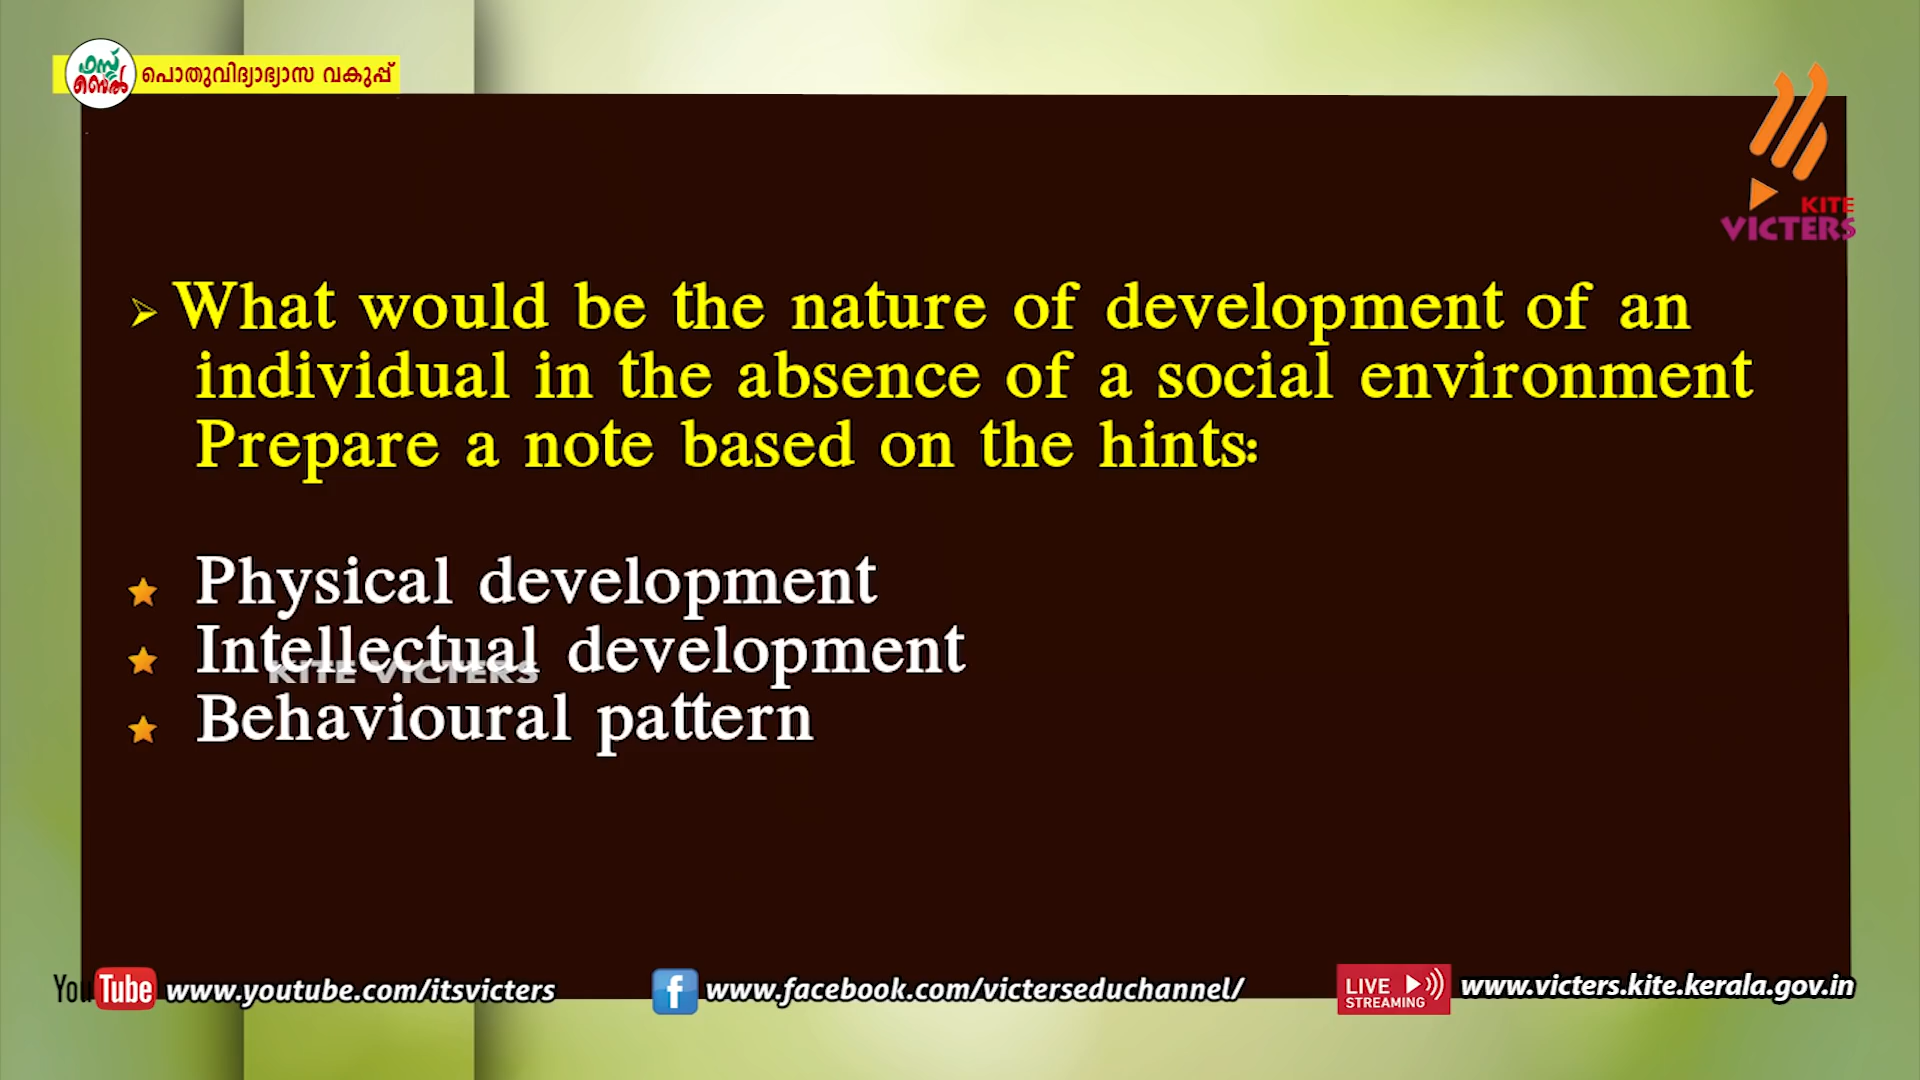 ഫസ്റ്റ്
ബെൽ
പൊതുവിദ്യാഭ്യാസ വകുപ്പ്
KITE
VICTERS
➢ What would be the nature of development of an
individual in the absence of a social environment
Prepare a note based on the hints:
★ Physical development
★ Intellectual development
KITE VICTERS
★ Behavioural pattern
YouTube www.youtube.com/itsvicters
f www.facebook.com/victerseduchannel/
LIVE
STREAMING
www.victers.kite.kerala.gov.in